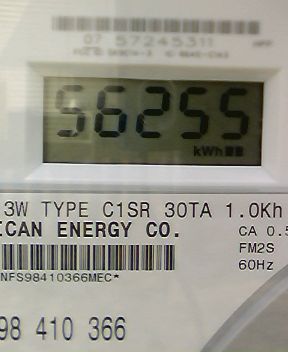 07 57245311
56255
kWh
3W TYPE C1SR 30TA 1.0Kh
ICAN ENERGY CO.
CA 0.5
FM2S
60Hz
NFS98410366MEC*
98 410 366